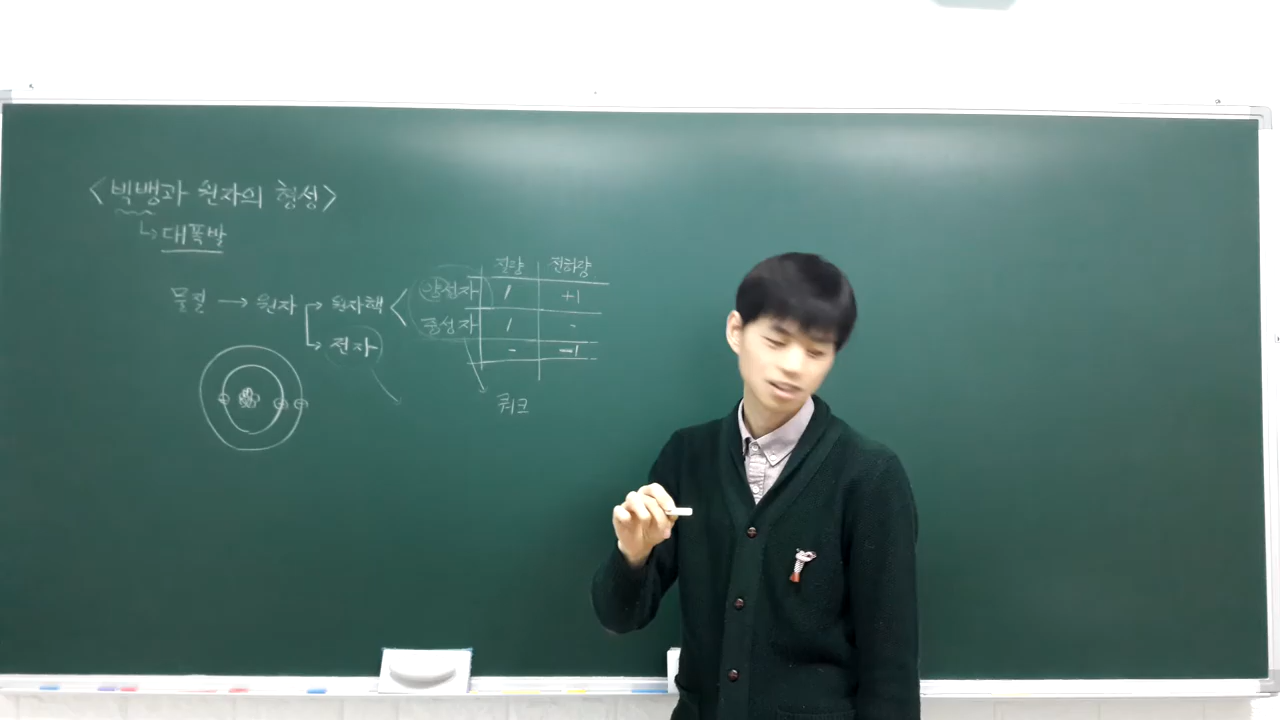 <빅뱅과 원자의 형성>
↳ 대폭발
질량 전하량
물질 → 원자 → 원자핵 < 양성자 1 +1
중성자 1 -
→ 전자 - -1
쿼크